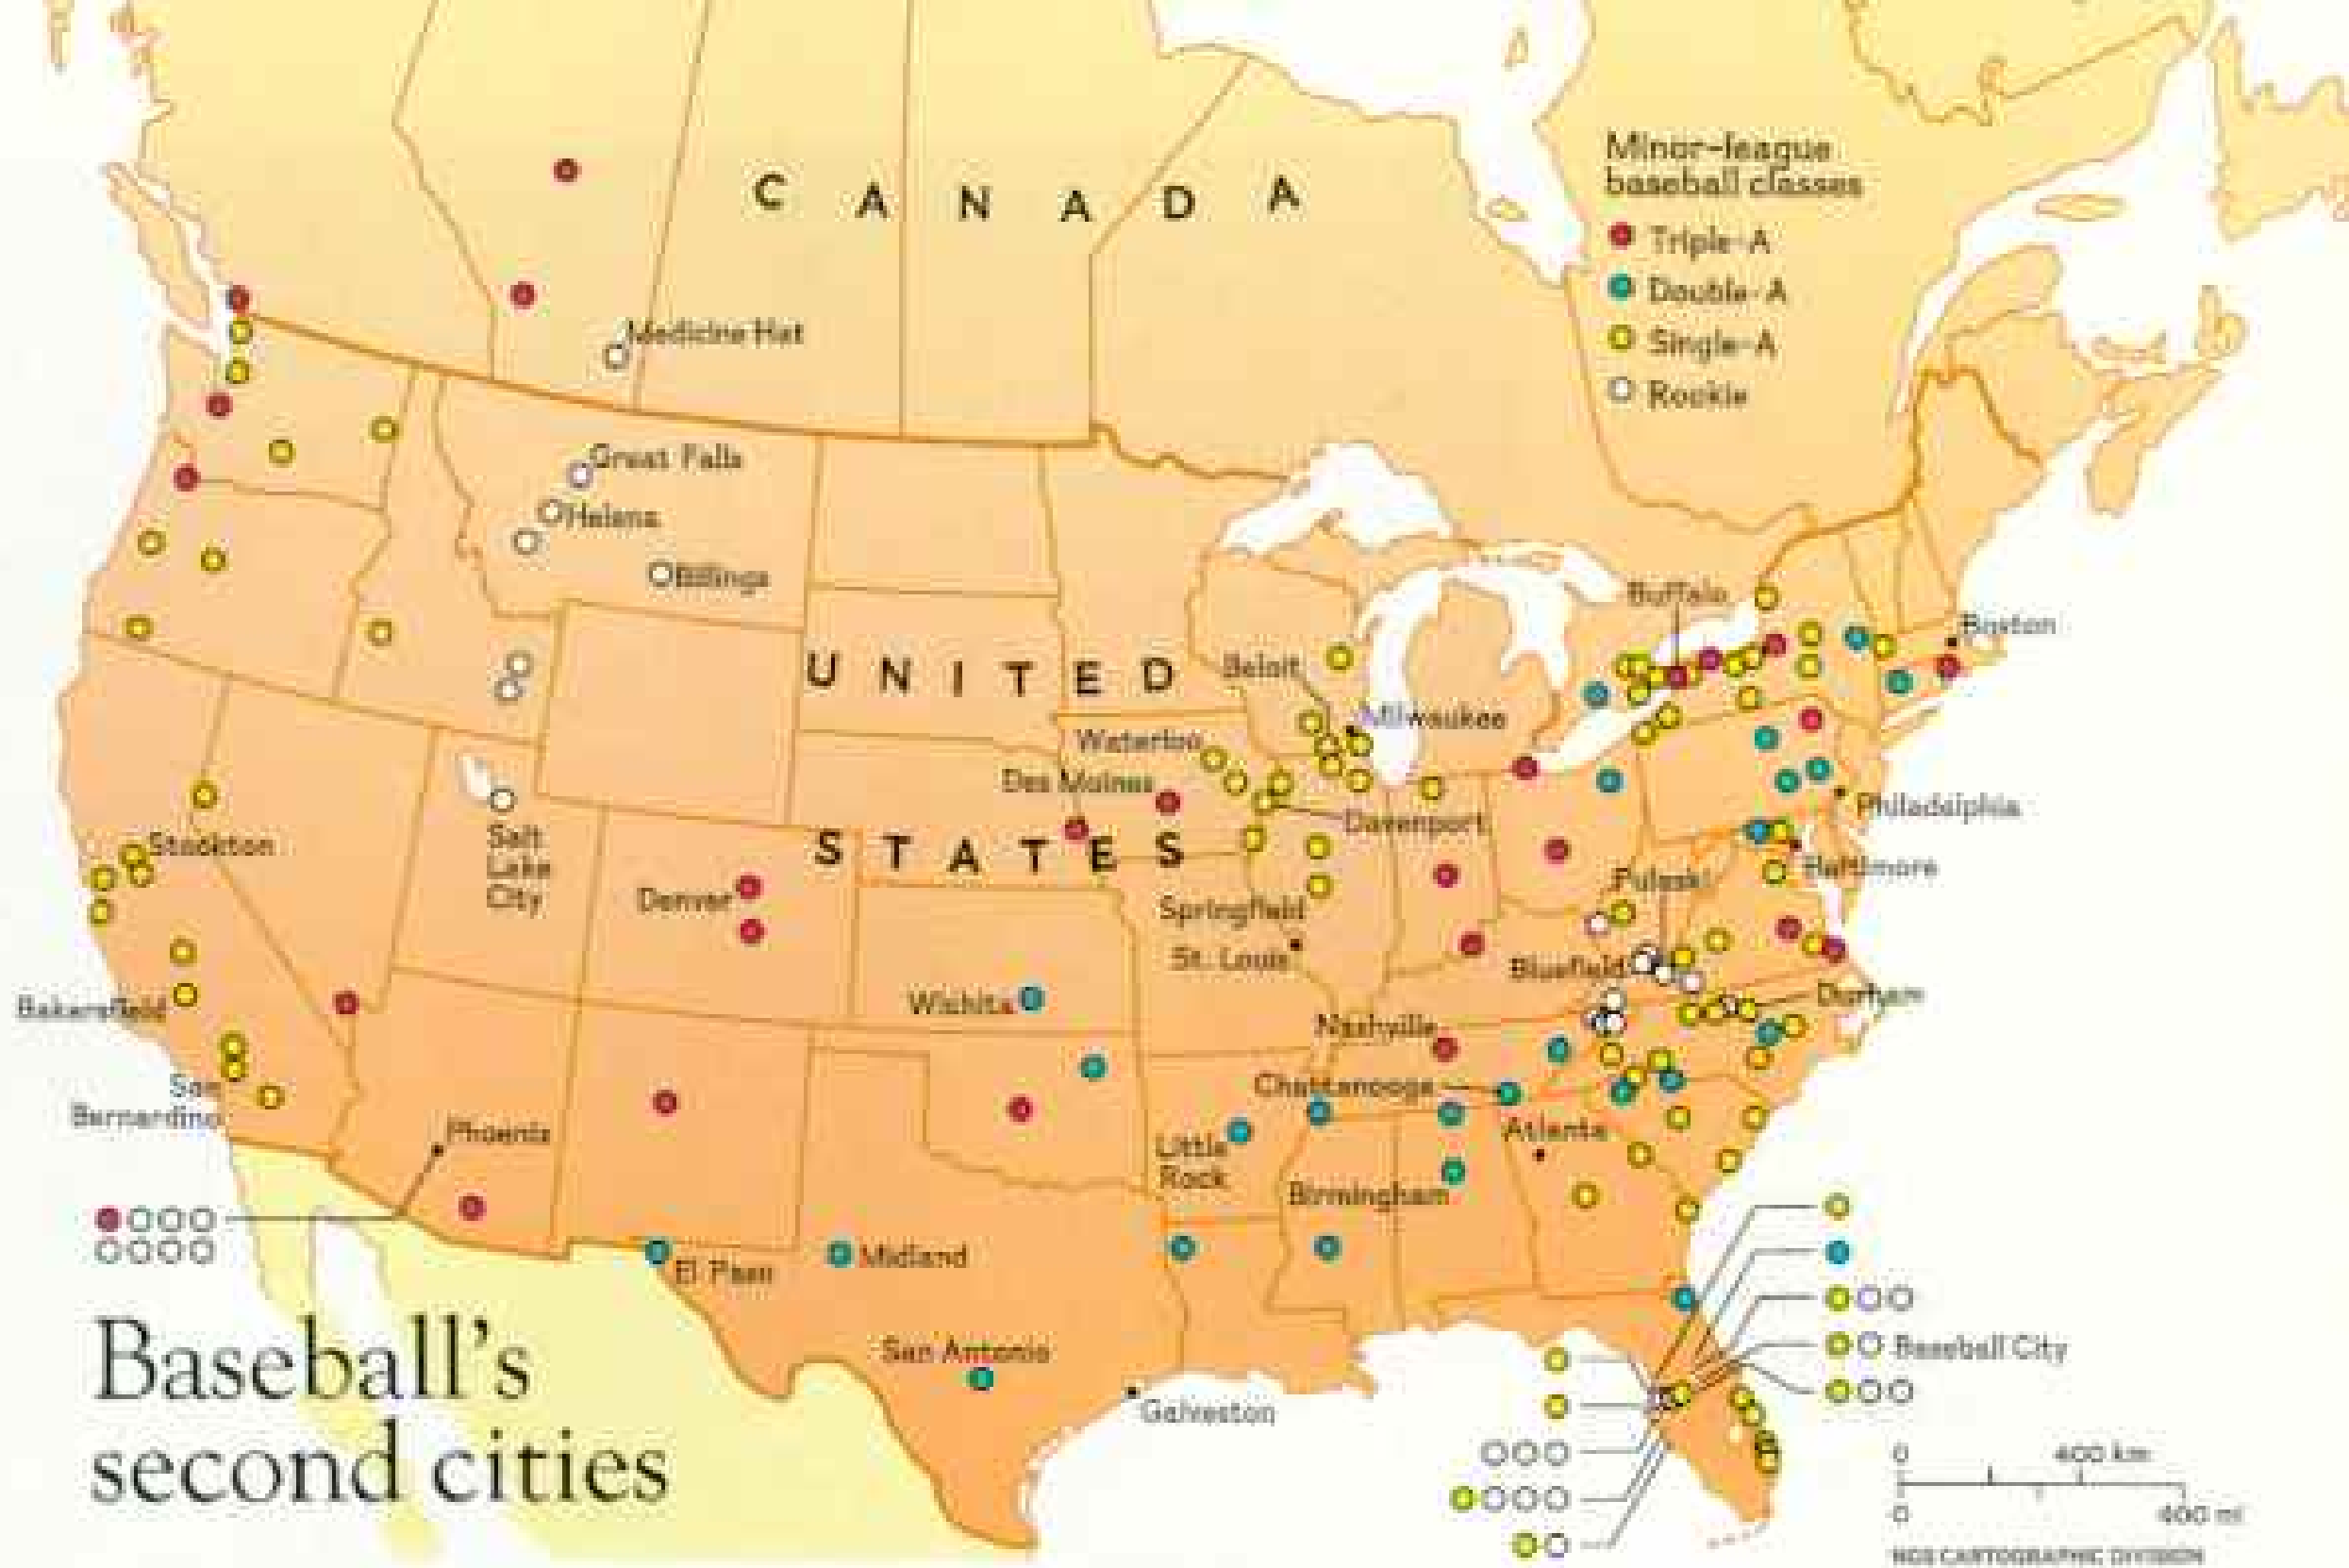 CANADA
Minor-league
baseball classes
Triple-A
Double-A
Single-A
Rookie
Medicine Hat
Great Falls
Helena
Billings
Buffalo
Boston
UNITED
Beloit
Milwaukee
Waterloo
Des Moines
Davenport
Philadelphia
STATES
Stockton
Salt
Lake
City
Denver
Springfield
St. Louis
Pulaski
Baltimore
Bluefield
Durham
Bakersfield
Wichita
Nashville
San
Bernardino
Chattanooga
Phoenix
Little
Rock
Atlanta
Birmingham
El Paso
Midland
San Antonio
Galveston
Baseball City
Baseball's
second cities
0 400 km
0 400 mi
NGS CARTOGRAPHIC DIVISION